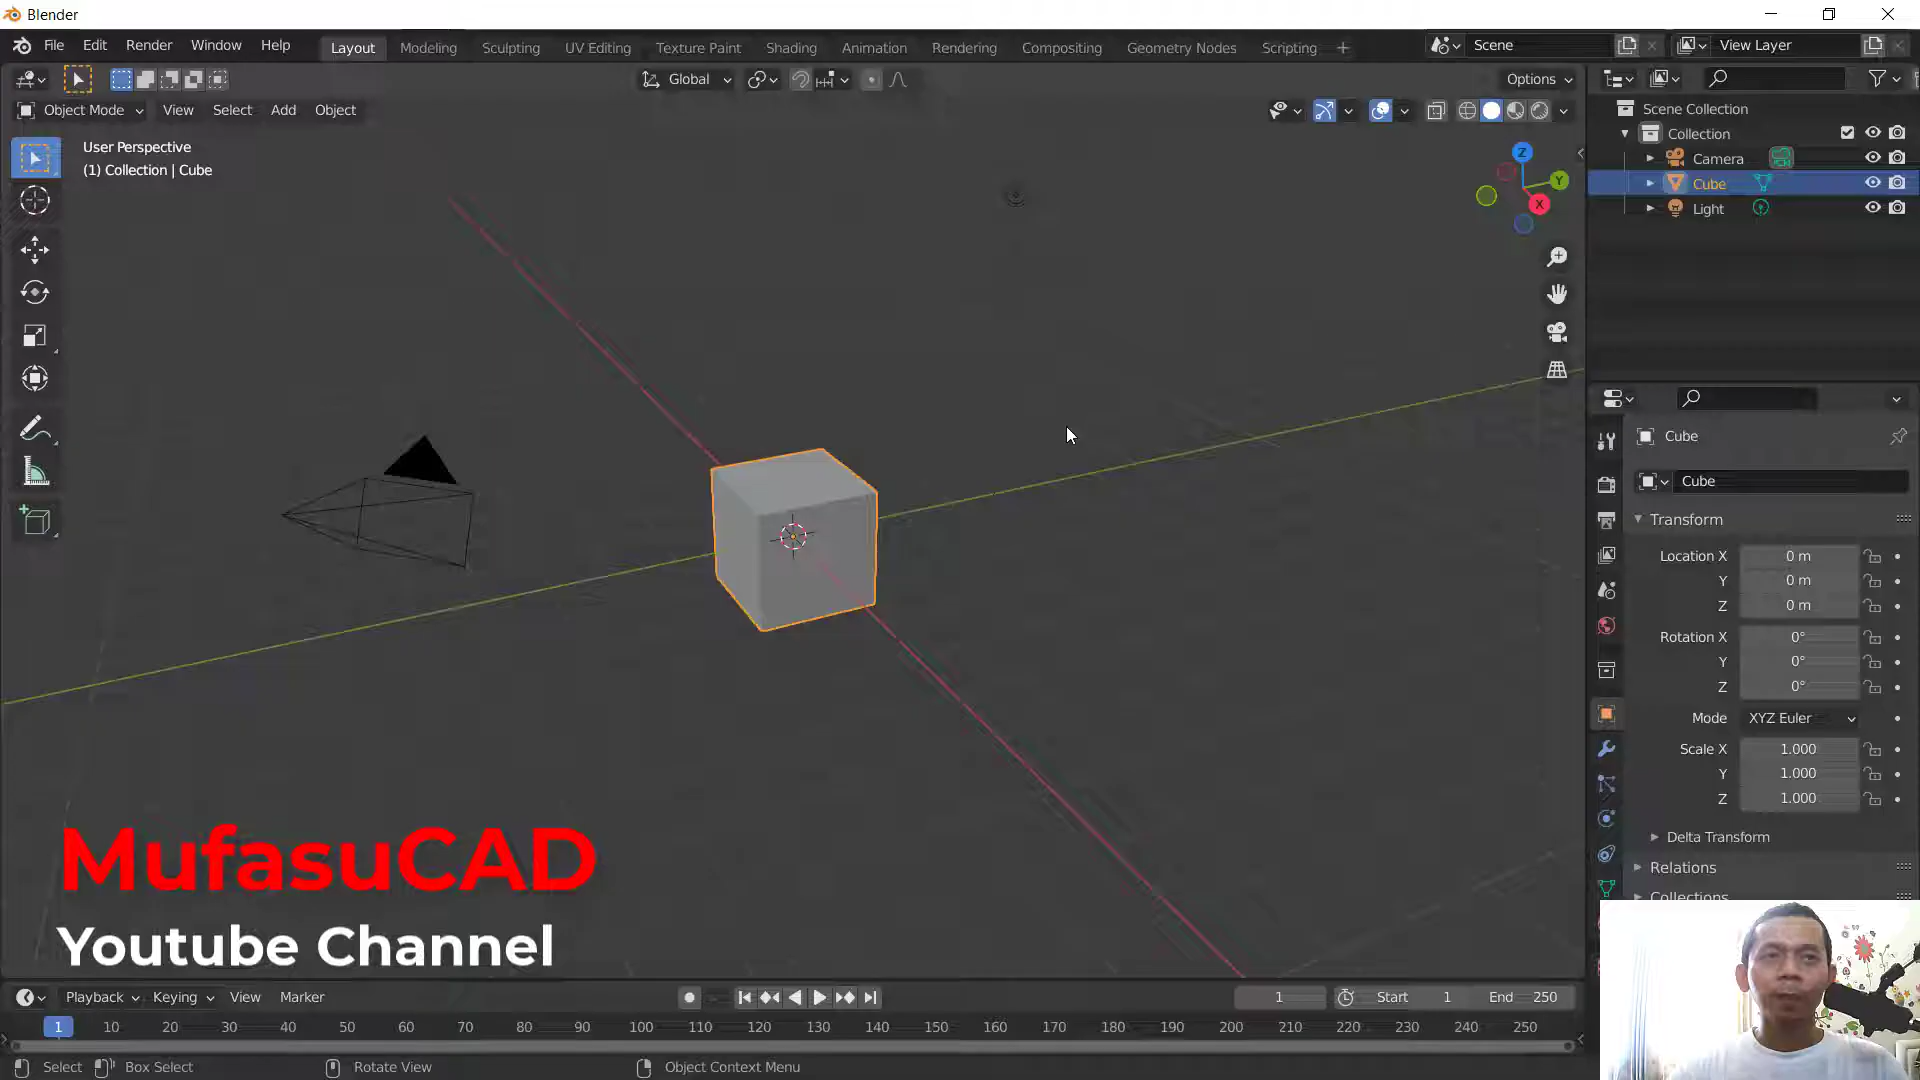 Blender
File Edit Render Window Help Layout Modeling Sculpting UV Editing Texture Paint Shading Animation Rendering Compositing Geometry Nodes Scripting + Scene View Layer
Global Options
Object Mode View Select Add Object
User Perspective
(1) Collection | Cube
Z
Y
X
Scene Collection
Collection
Camera
Cube
Light
Cube
Cube
Transform
Location X 0 m
Y 0 m
Z 0 m
Rotation X 0°
Y 0°
Z 0°
Mode XYZ Euler
Scale X 1.000
Y 1.000
Z 1.000
Delta Transform
Relations
Collections
MufasuCAD
Youtube Channel
Playback Keying View Marker 1 Start 1 End 250
1 10 20 30 40 50 60 70 80 90 100 110 120 130 140 150 160 170 180 190 200 210 220 230 240 250
Select Box Select Rotate View Object Context Menu